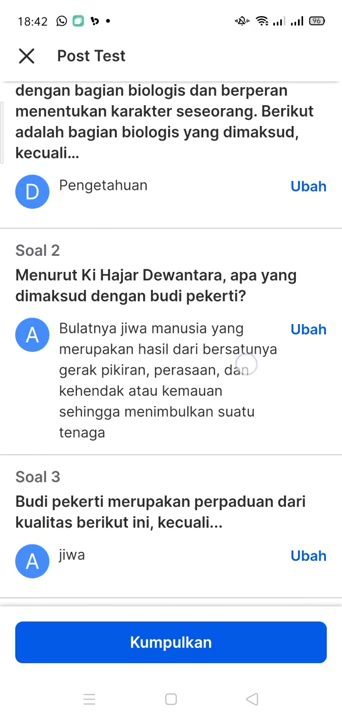 18:42
96
Post Test
dengan bagian biologis dan berperan
menentukan karakter seseorang. Berikut
adalah bagian biologis yang dimaksud,
kecuali...
D Pengetahuan Ubah
Soal 2
Menurut Ki Hajar Dewantara, apa yang
dimaksud dengan budi pekerti?
A Bulatnya jiwa manusia yang Ubah
merupakan hasil dari bersatunya
gerak pikiran, perasaan, dan
kehendak atau kemauan
sehingga menimbulkan suatu
tenaga
Soal 3
Budi pekerti merupakan perpaduan dari
kualitas berikut ini, kecuali...
A jiwa Ubah
Kumpulkan